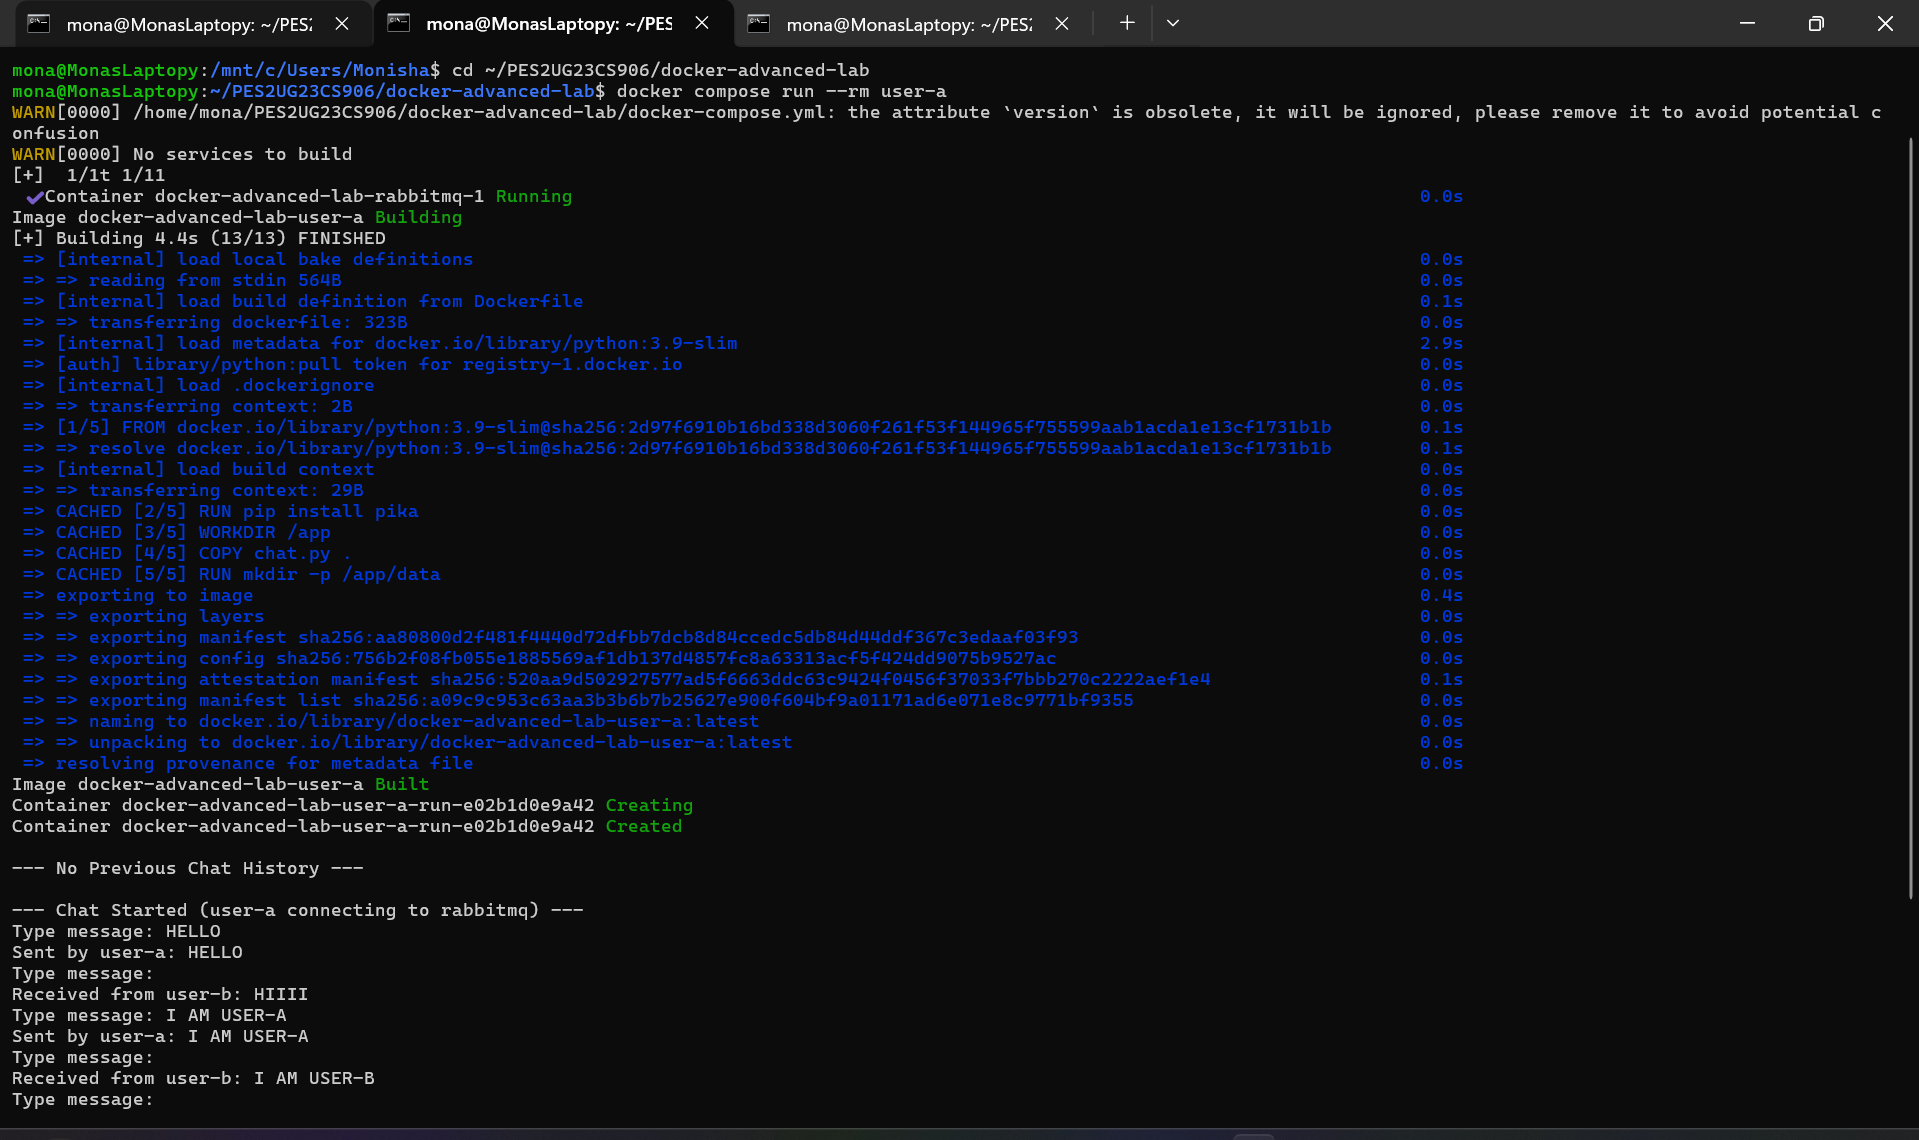 mona@MonasLaptopy: ~/PES2
mona@MonasLaptopy: ~/PES
mona@MonasLaptopy: ~/PES2
mona@MonasLaptopy:/mnt/c/Users/Monisha$ cd ~/PES2UG23CS906/docker-advanced-lab
mona@MonasLaptopy:~/PES2UG23CS906/docker-advanced-lab$ docker compose run --rm user-a
WARN[0000] /home/mona/PES2UG23CS906/docker-advanced-lab/docker-compose.yml: the attribute `version` is obsolete, it will be ignored, please remove it to avoid potential c
onfusion
WARN[0000] No services to build
[+]  1/1t 1/11
 ✔Container docker-advanced-lab-rabbitmq-1 Running 0.0s
Image docker-advanced-lab-user-a Building
[+] Building 4.4s (13/13) FINISHED
 => [internal] load local bake definitions 0.0s
 => => reading from stdin 564B 0.0s
 => [internal] load build definition from Dockerfile 0.1s
 => => transferring dockerfile: 323B 0.0s
 => [internal] load metadata for docker.io/library/python:3.9-slim 2.9s
 => [auth] library/python:pull token for registry-1.docker.io 0.0s
 => [internal] load .dockerignore 0.0s
 => => transferring context: 2B 0.0s
 => [1/5] FROM docker.io/library/python:3.9-slim@sha256:2d97f6910b16bd338d3060f261f53f144965f755599aab1acda1e13cf1731b1b 0.1s
 => => resolve docker.io/library/python:3.9-slim@sha256:2d97f6910b16bd338d3060f261f53f144965f755599aab1acda1e13cf1731b1b 0.1s
 => [internal] load build context 0.0s
 => => transferring context: 29B 0.0s
 => CACHED [2/5] RUN pip install pika 0.0s
 => CACHED [3/5] WORKDIR /app 0.0s
 => CACHED [4/5] COPY chat.py . 0.0s
 => CACHED [5/5] RUN mkdir -p /app/data 0.0s
 => exporting to image 0.4s
 => => exporting layers 0.0s
 => => exporting manifest sha256:aa80800d2f481f4440d72dfbb7dcb8d84ccedc5db84d44ddf367c3edaaf03f93 0.0s
 => => exporting config sha256:756b2f08fb055e1885569af1db137d4857fc8a63313acf5f424dd9075b9527ac 0.0s
 => => exporting attestation manifest sha256:520aa9d502927577ad5f6663ddc63c9424f0456f37033f7bbb270c2222aef1e4 0.1s
 => => exporting manifest list sha256:a09c9c953c63aa3b3b6b7b25627e900f604bf9a01171ad6e071e8c9771bf9355 0.0s
 => => naming to docker.io/library/docker-advanced-lab-user-a:latest 0.0s
 => => unpacking to docker.io/library/docker-advanced-lab-user-a:latest 0.0s
 => resolving provenance for metadata file 0.0s
Image docker-advanced-lab-user-a Built
Container docker-advanced-lab-user-a-run-e02b1d0e9a42 Creating
Container docker-advanced-lab-user-a-run-e02b1d0e9a42 Created
--- No Previous Chat History ---
--- Chat Started (user-a connecting to rabbitmq) ---
Type message: HELLO
Sent by user-a: HELLO
Type message:
Received from user-b: HIIII
Type message: I AM USER-A
Sent by user-a: I AM USER-A
Type message:
Received from user-b: I AM USER-B
Type message: